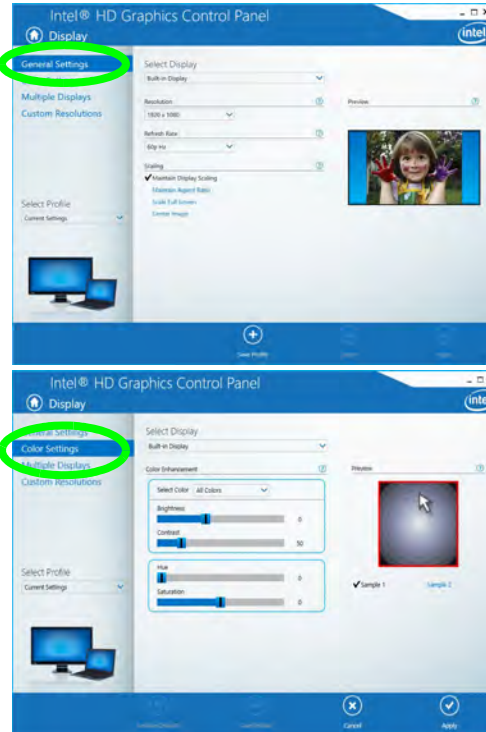 Intel® HD Graphics Control Panel
Display
intel
General Settings
Multiple Displays
Custom Resolutions
Select Profile
Current Settings
Select Display
Built-in Display
Resolution
1920 x 1080
Refresh Rate
60p Hz
Scaling
Maintain Display Scaling
Maintain Aspect Ratio
Scale Full Screen
Center Image
Preview
Save Profile
Intel® HD Graphics Control Panel
Display
General Settings
Color Settings
Multiple Displays
Custom Resolutions
Select Profile
Current Settings
Select Display
Built-in Display
Color Enhancement
Select Color All Colors
Brightness
0
Contrast
50
Hue
0
Saturation
0
Preview
Sample 1 Sample 2
Cancel Apply